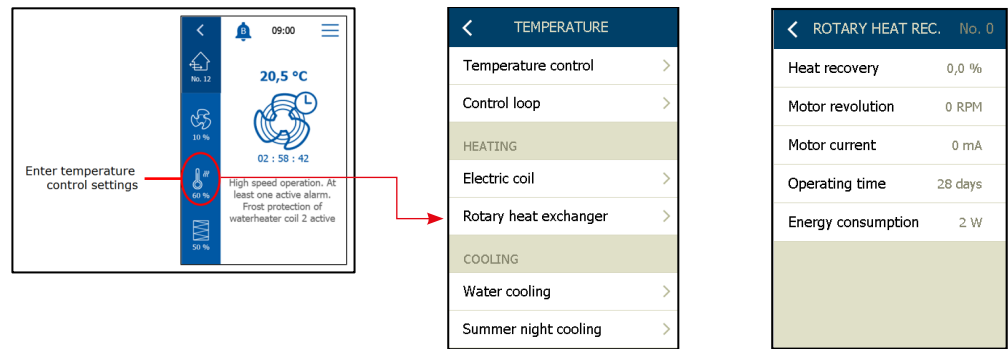 Enter temperature
control settings
B
09:00
No. 12
10 %
60 %
50 %
20,5 °C
02 : 58 : 42
High speed operation. At
least one active alarm.
Frost protection of
waterheater coil 2 active
TEMPERATURE
Temperature control
Control loop
HEATING
Electric coil
Rotary heat exchanger
COOLING
Water cooling
Summer night cooling
ROTARY HEAT REC. No. 0
Heat recovery 0,0 %
Motor revolution 0 RPM
Motor current 0 mA
Operating time 28 days
Energy consumption 2 W